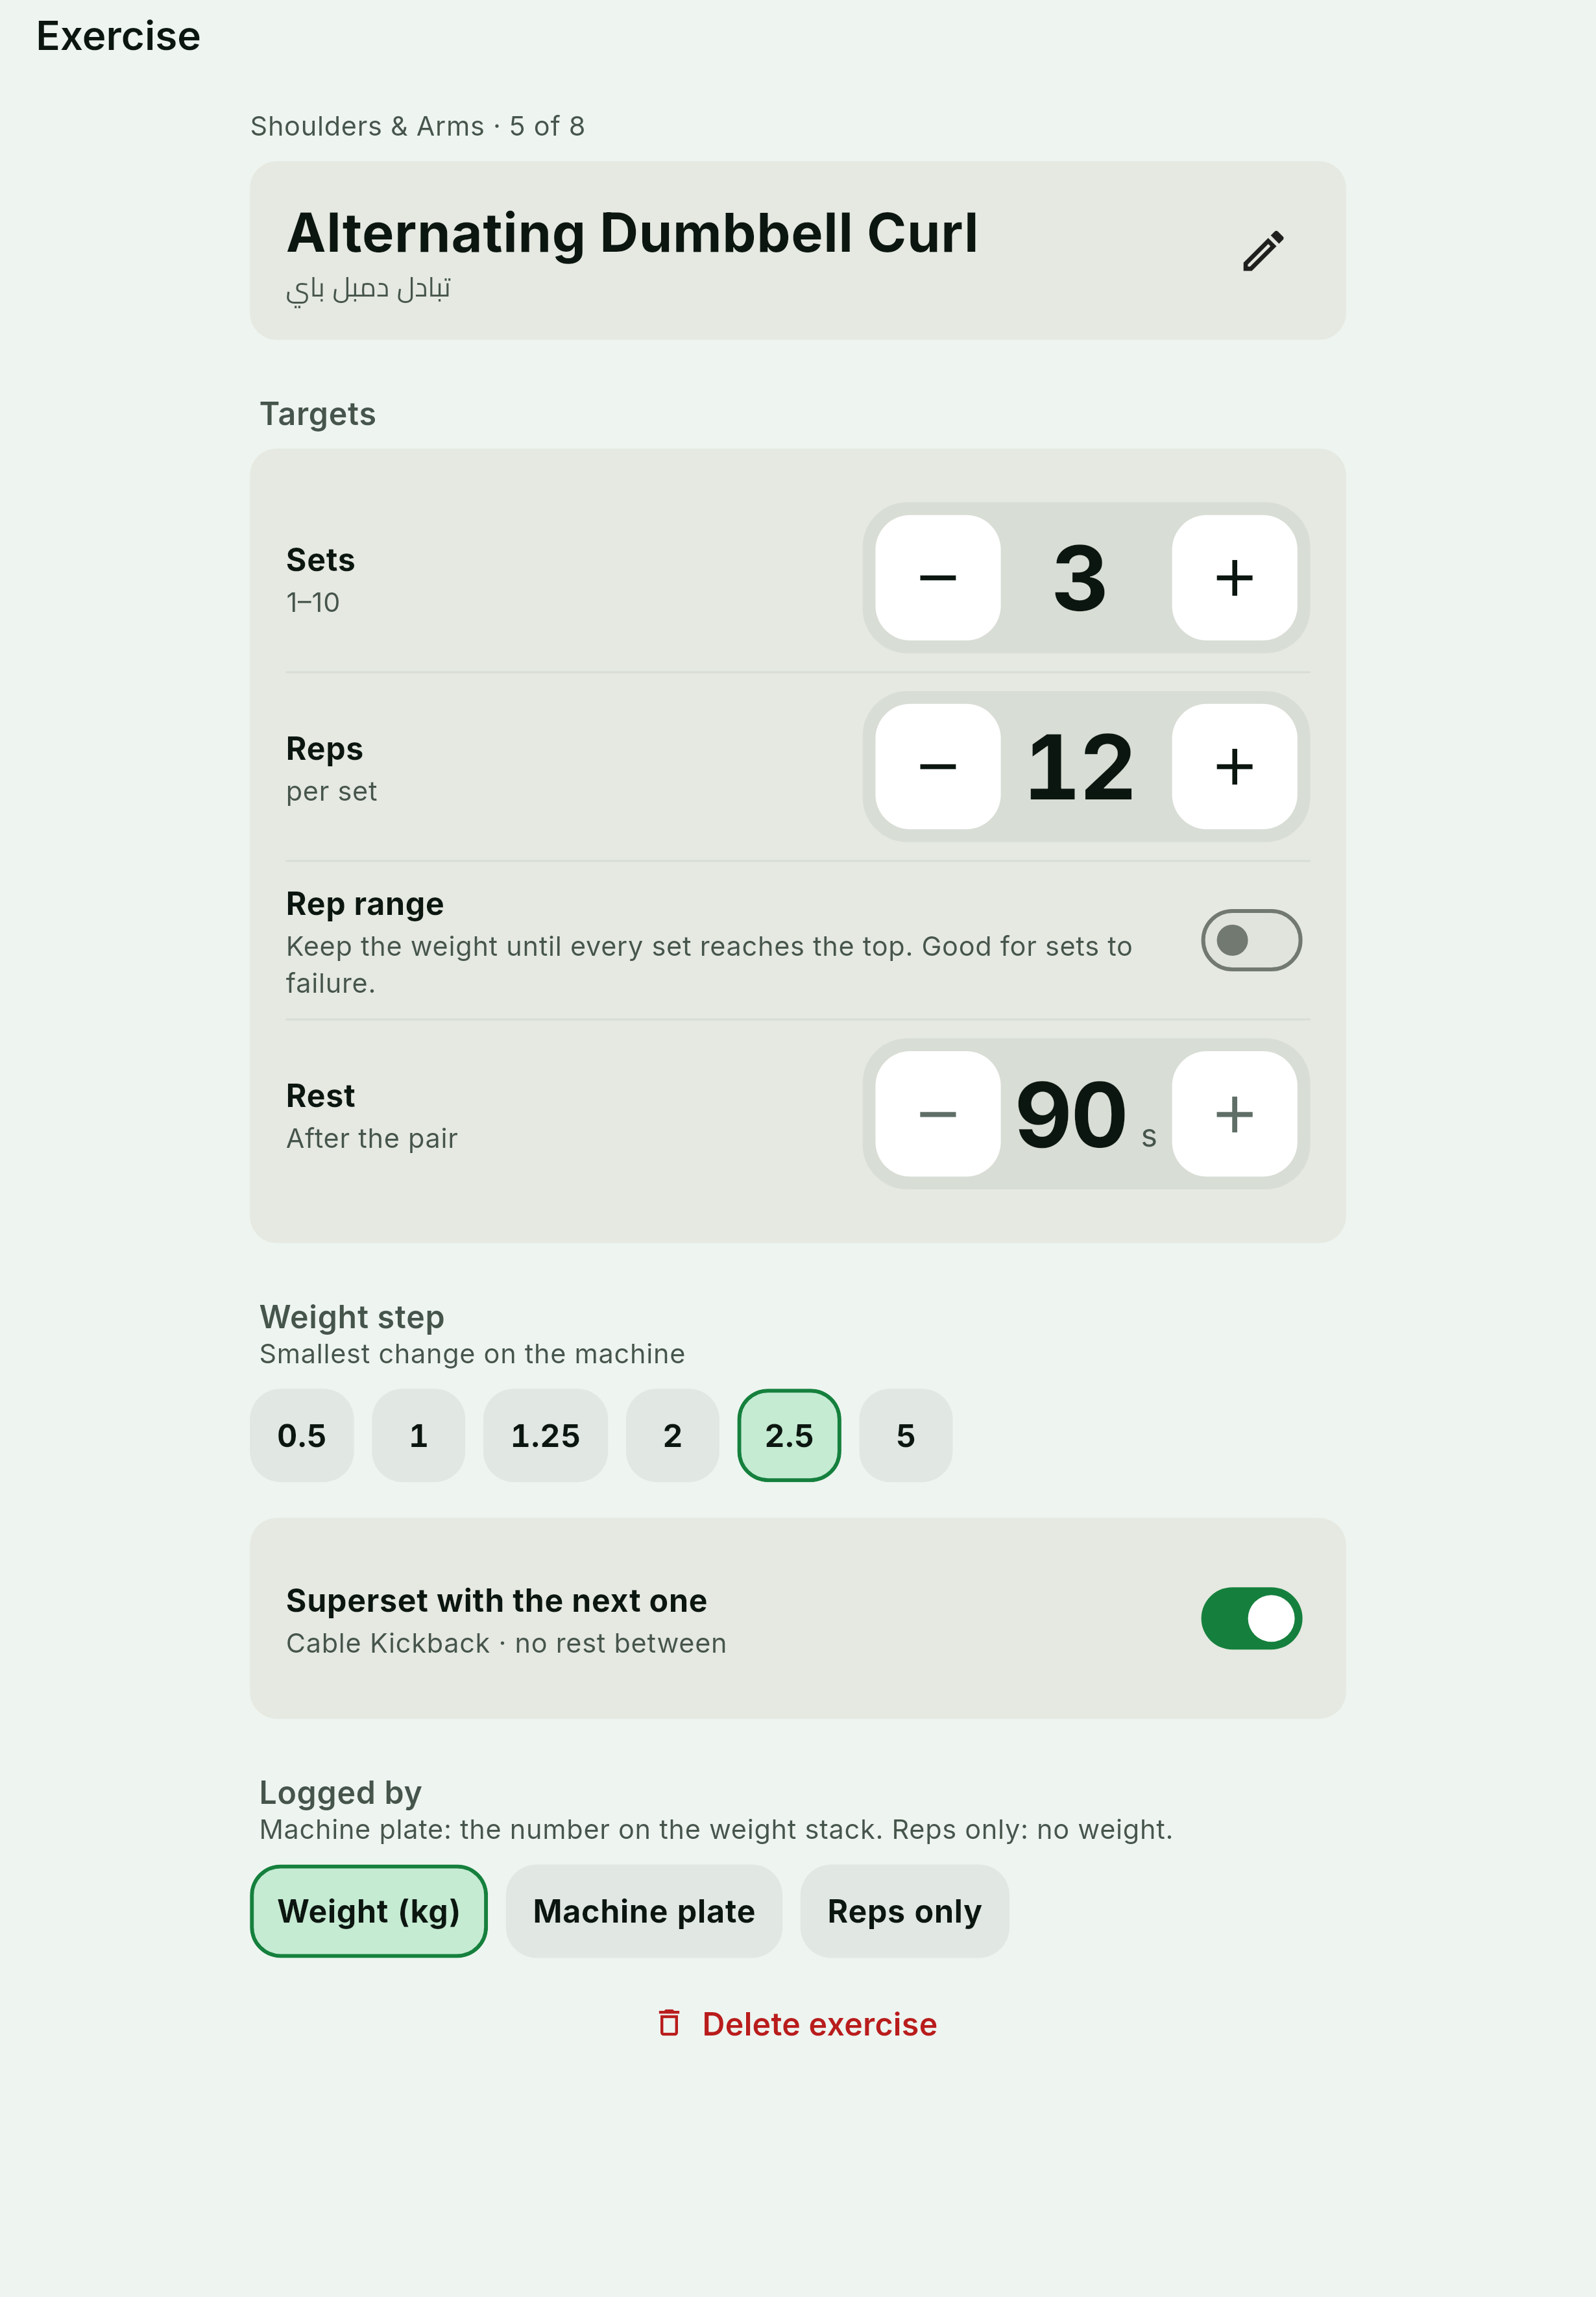 Exercise
Shoulders & Arms · 5 of 8
Alternating Dumbbell Curl
تبادل دمبل باي
Targets
Sets
1–10
− 3 +
Reps
per set
− 12 +
Rep range
Keep the weight until every set reaches the top. Good for sets to
failure.
Rest
After the pair
− 90 s +
Weight step
Smallest change on the machine
0.5 1 1.25 2 2.5 5
Superset with the next one
Cable Kickback · no rest between
Logged by
Machine plate: the number on the weight stack. Reps only: no weight.
Weight (kg) Machine plate Reps only
Delete exercise